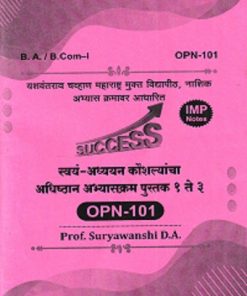 B. A. / B.Com-I OPN-101
यशवंतराव चव्हाण महाराष्ट्र मुक्त विद्यापीठ, नाशिक
अभ्यास क्रमावर आधारित
IMP
Notes
SUCCESS
स्वयं-अध्ययन कौशल्यांचा
अधिष्ठान अभ्यासक्रम पुस्तक १ ते ३
OPN-101
Prof. Suryawanshi D.A.